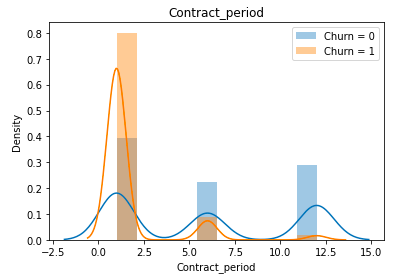 Contract_period
Churn = 0
Churn = 1
Density
0.8
0.7
0.6
0.5
0.4
0.3
0.2
0.1
0.0
−2.5 0.0 2.5 5.0 7.5 10.0 12.5 15.0
Contract_period